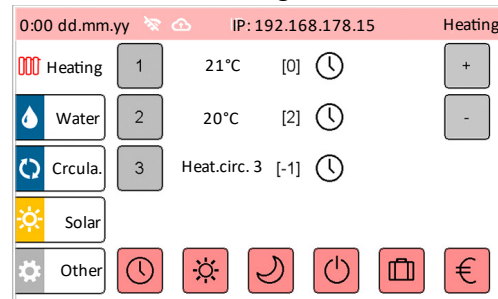 0:00 dd.mm.yy IP: 192.168.178.15 Heating
Heating 1 21°C [0] +
Water 2 20°C [2] -
Crcula. 3 Heat.circ. 3 [-1]
Solar
Other €